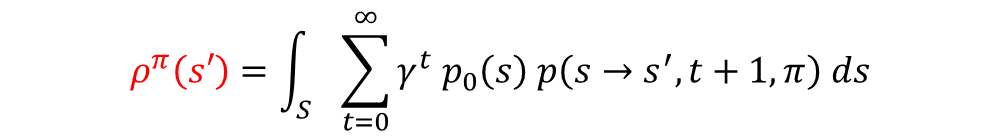 ρ^π(s′) = ∫_S ∑_{t=0}^{∞} γ^t p_0(s) p(s → s′, t + 1, π) ds